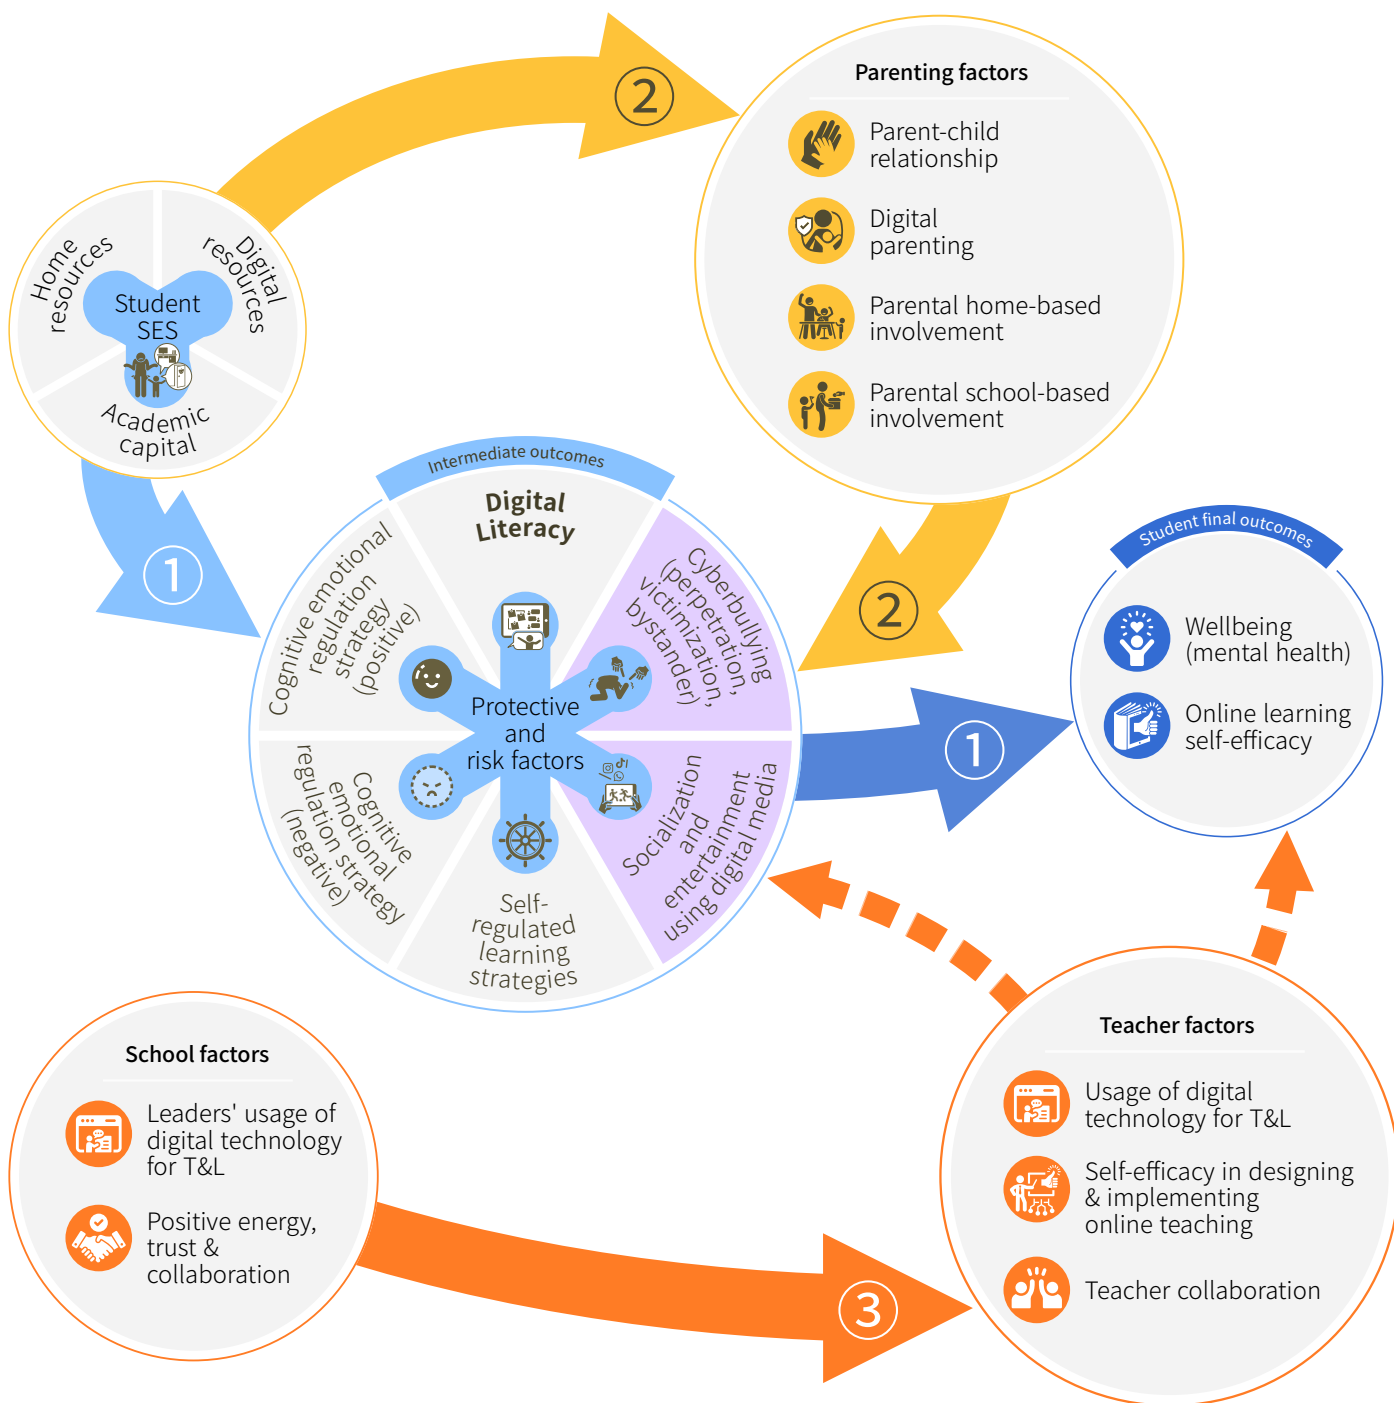 2
Parenting factors
Parent-child
relationship
Digital
parenting
Parental home-based
involvement
Parental school-based
involvement
Home
resources
Digital
resources
Student
SES
Academic
capital
1
Intermediate outcomes
Digital
Literacy
Cognitive emotional
regulation
strategy
(positive)
Cyberbullying
(perpetration,
victimization,
bystander)
Protective
and
risk factors
Cognitive
emotional
regulation strategy
(negative)
Self-
regulated
learning
strategies
Socialization
and
entertainment
using digital media
2
1
Student final outcomes
Wellbeing
(mental health)
Online learning
self-efficacy
School factors
Leaders' usage of
digital technology
for T&L
Positive energy,
trust &
collaboration
3
Teacher factors
Usage of digital
technology for T&L
Self-efficacy in designing
& implementing
online teaching
Teacher collaboration